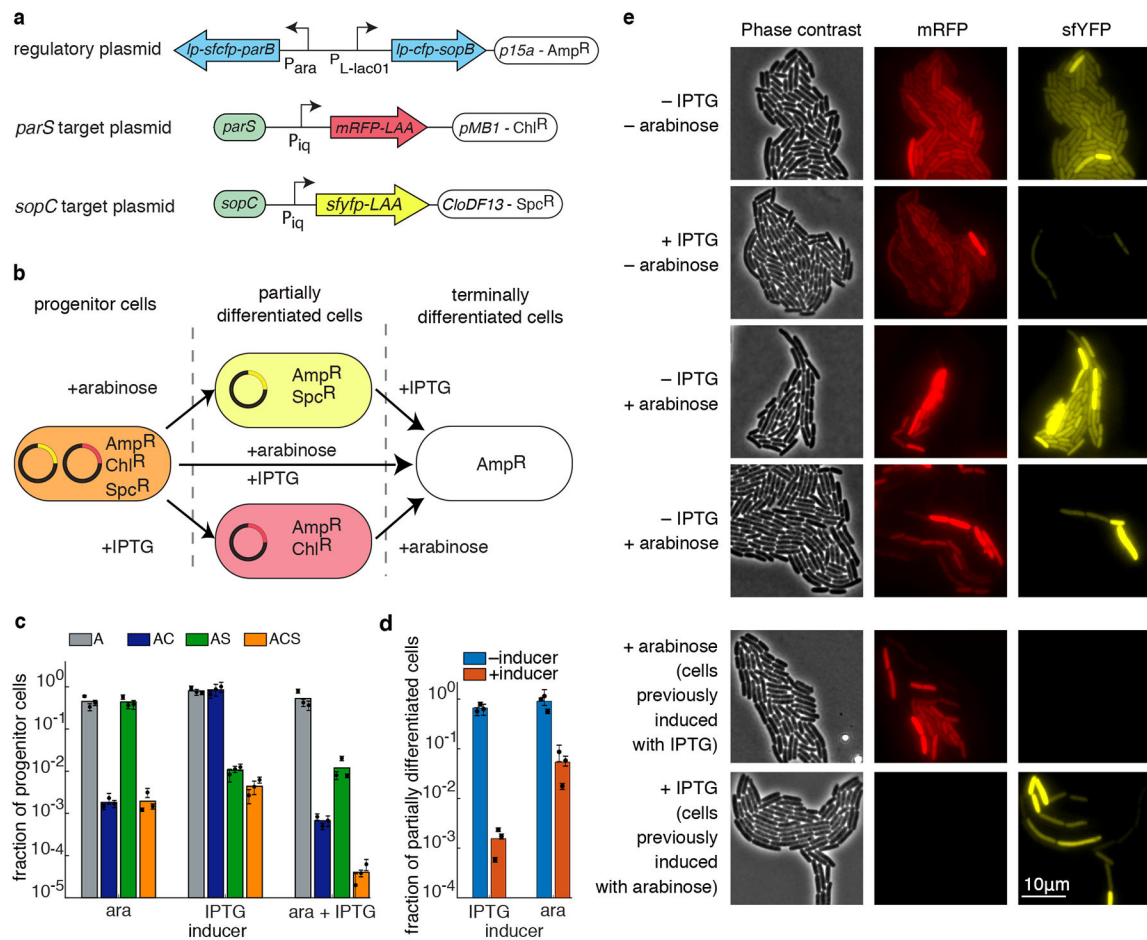 a
regulatory plasmid
lp-sfcfp-parB
Para
PL-lac01
lp-cfp-sopB
p15a - AmpR
parS target plasmid
parS
Piq
mRFP-LAA
pMB1 - ChlR
sopC target plasmid
sopC
Piq
sfyfp-LAA
CloDF13 - SpcR
b
progenitor cells
partially
differentiated cells
terminally
differentiated cells
+arabinose
AmpR
SpcR
+IPTG
AmpR
ChlR
SpcR
+arabinose
+IPTG
AmpR
+IPTG
AmpR
ChlR
+arabinose
c
A
AC
AS
ACS
fraction of progenitor cells
10^0
10^-1
10^-2
10^-3
10^-4
10^-5
ara
IPTG
ara + IPTG
inducer
d
–inducer
+inducer
fraction of partially differentiated cells
10^0
10^-1
10^-2
10^-3
10^-4
IPTG
ara
inducer
e
Phase contrast
mRFP
sfYFP
– IPTG
– arabinose
+ IPTG
– arabinose
– IPTG
+ arabinose
– IPTG
+ arabinose
+ arabinose
(cells
previously
induced
with IPTG)
+ IPTG
(cells
previously
induced
with arabinose)
10μm